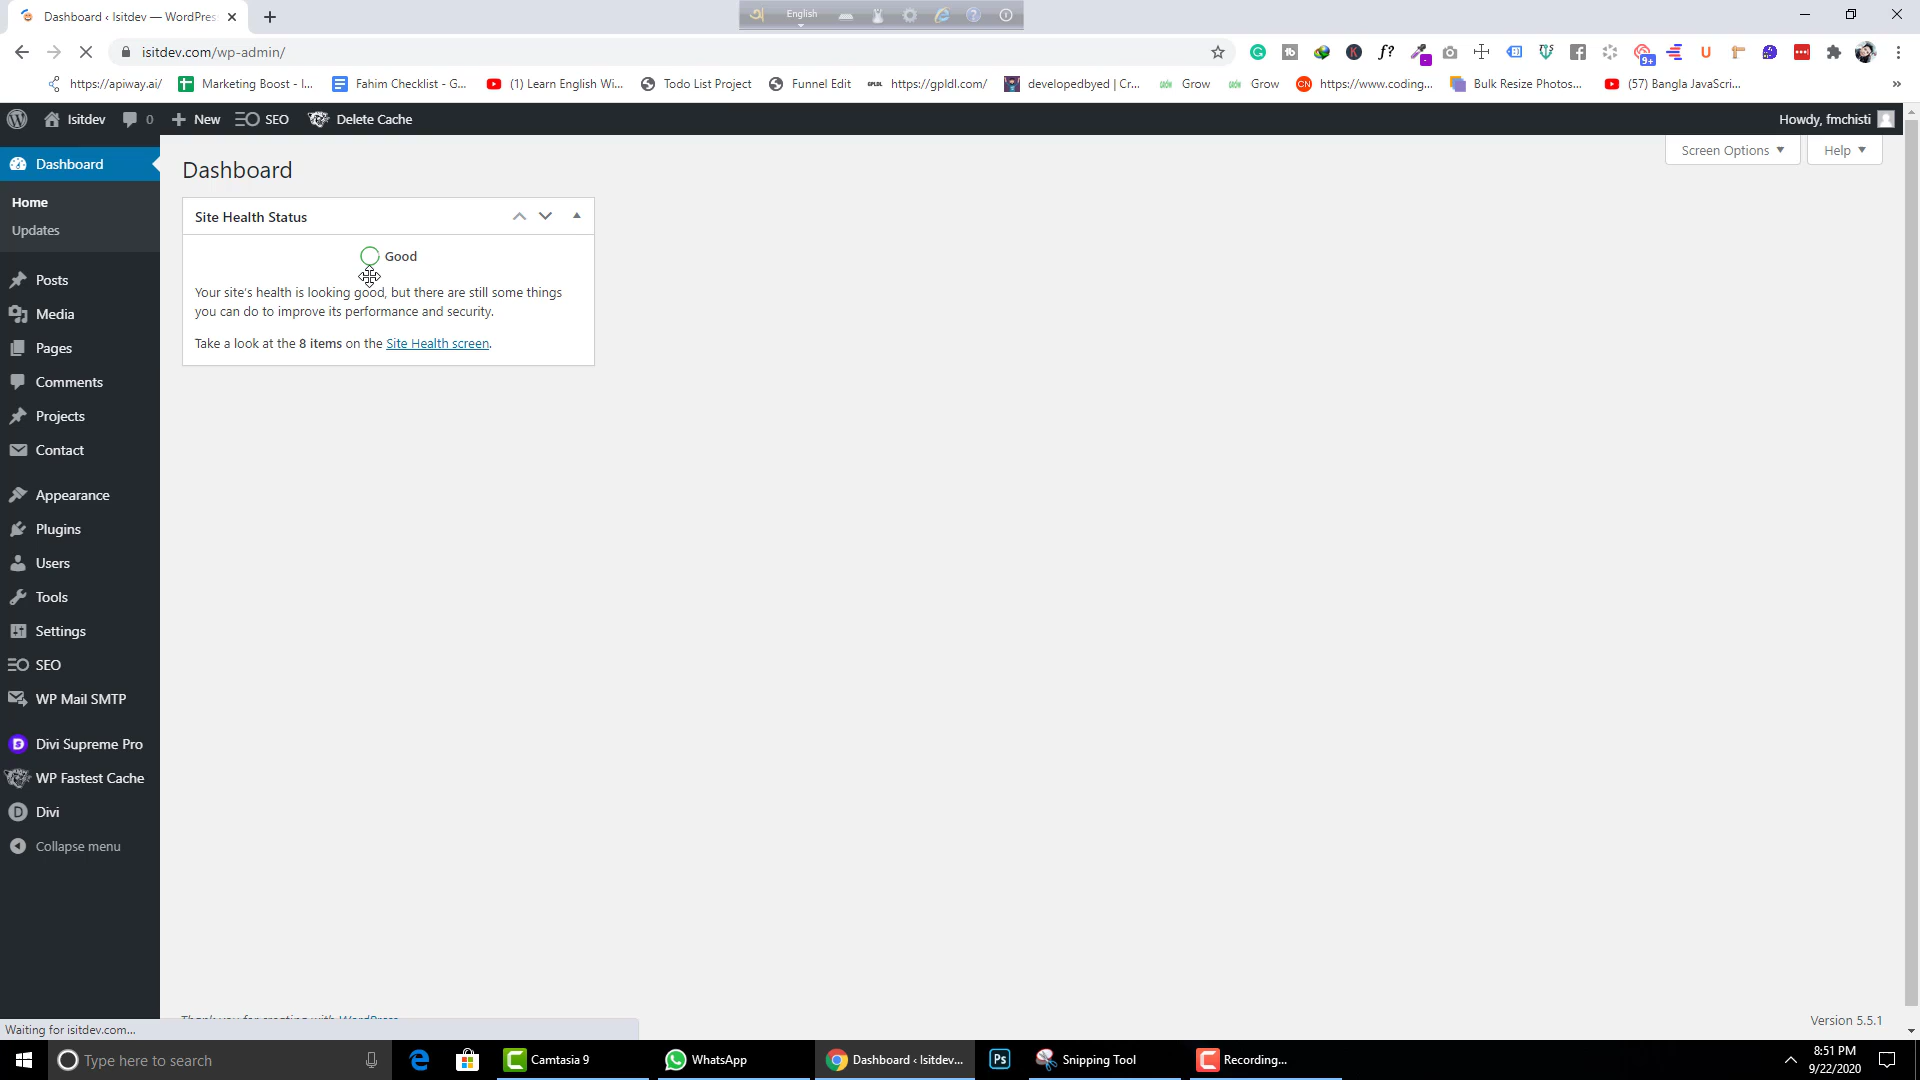 Dashboard ‹ Isitdev — WordPres
English
isitdev.com/wp-admin/
https://apiway.ai/
Marketing Boost - I...
Fahim Checklist - G...
(1) Learn English Wi...
Todo List Project
Funnel Edit
https://gpldl.com/
developedbyed | Cr...
Grow
Grow
https://www.coding...
Bulk Resize Photos...
(57) Bangla JavaScri...
»
Isitdev
0
New
SEO
Delete Cache
Howdy, fmchisti
Dashboard
Home
Updates
Posts
Media
Pages
Comments
Projects
Contact
Appearance
Plugins
Users
Tools
Settings
SEO
WP Mail SMTP
Divi Supreme Pro
WP Fastest Cache
Divi
Collapse menu
Screen Options
Help
Dashboard
Site Health Status
Good
Your site's health is looking good, but there are still some things
you can do to improve its performance and security.
Take a look at the 8 items on the Site Health screen.
Thank you for creating with WordPress.
Version 5.5.1
Waiting for isitdev.com...
Type here to search
Camtasia 9
WhatsApp
Dashboard ‹ Isitdev...
Ps
Snipping Tool
Recording...
8:51 PM
9/22/2020